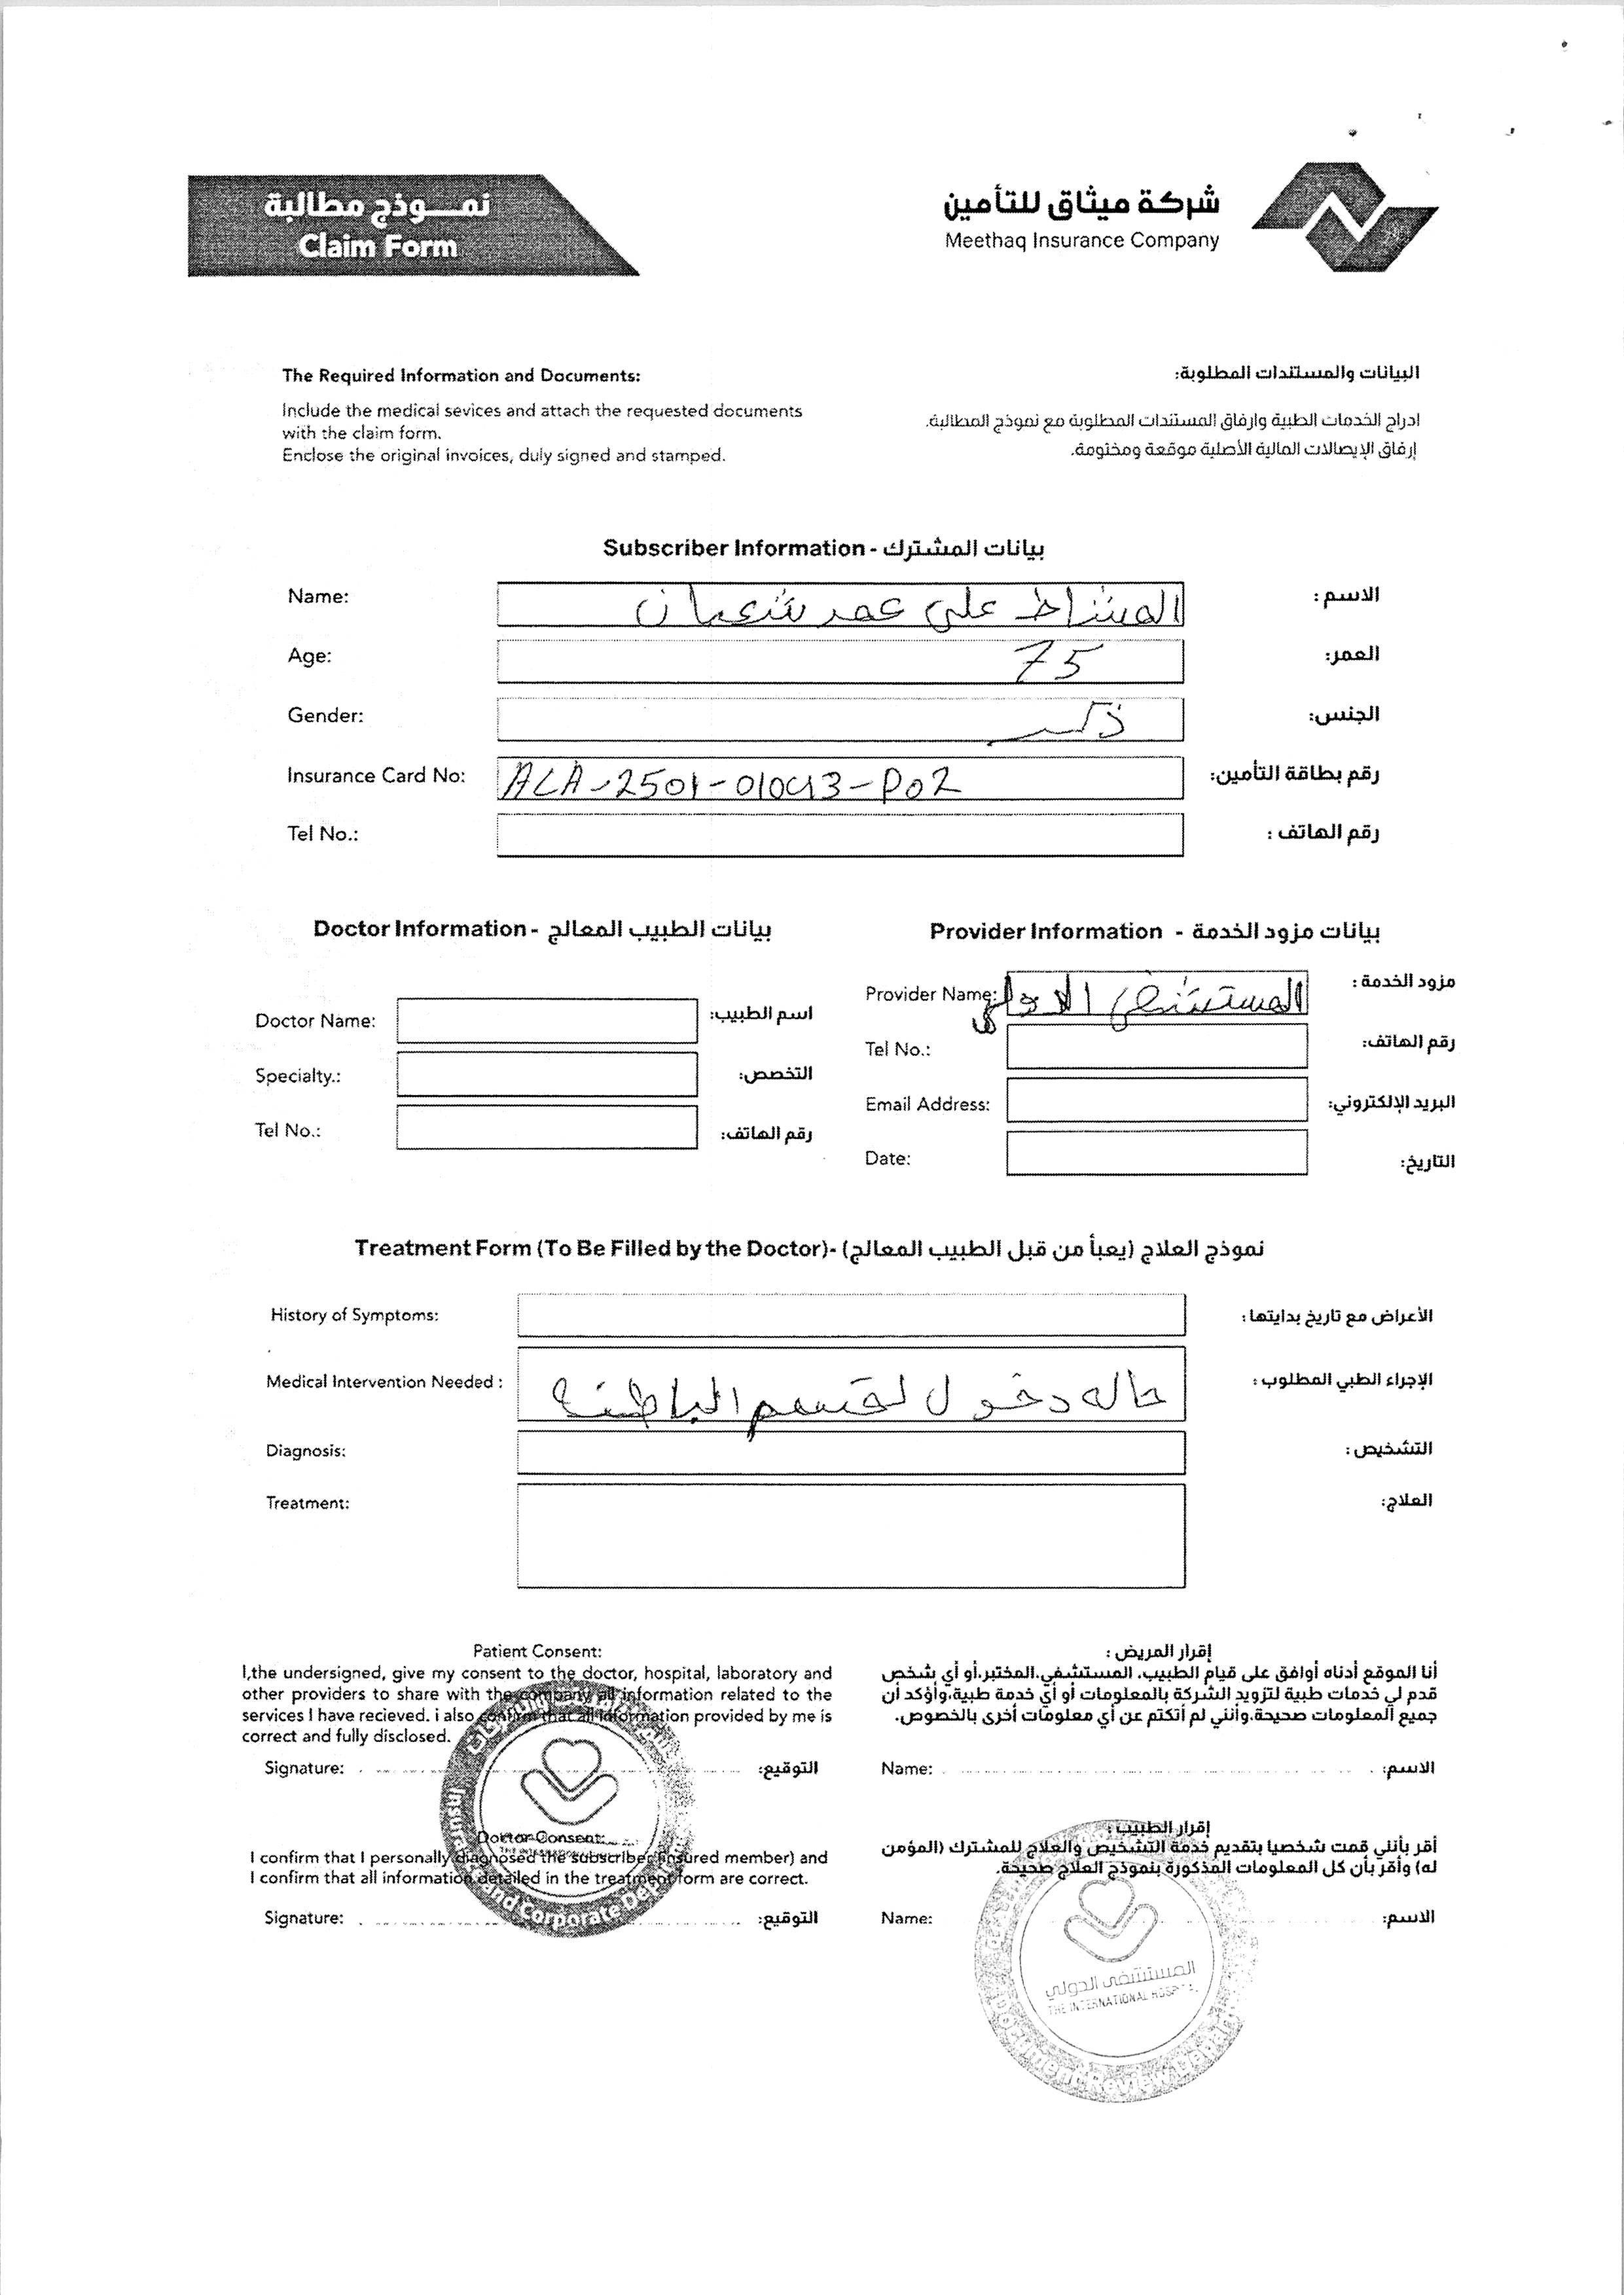 نمـــوذج مطالبة
Claim Form
شركة ميثاق للتأمين
Meethaq Insurance Company
The Required Information and Documents:
البيانات والمستندات المطلوبة:
Include the medical sevices and attach the requested documents
with the claim form.
Enclose the original invoices, duly signed and stamped.
ادراج الخدمات الطبية وارفاق المستندات المطلوبة مع نموذج المطالبة.
إرفاق الإيصالات المالية الأصلية موقعة ومختومة.
Subscriber Information - بيانات المشترك
Name: المشاط علي عمر شعبان الاسم :
Age: 75 العمر:
Gender: ذكر الجنس:
Insurance Card No: رقم بطاقة التأمين:
Tel No.: رقم الهاتف :
Doctor Information - بيانات الطبيب المعالج
Doctor Name: اسم الطبيب:
Specialty.: التخصص:
Tel No.: رقم الهاتف:
Provider Information - بيانات مزود الخدمة
Provider Name: المستشفى الدولي مزود الخدمة :
Tel No.: رقم الهاتف:
Email Address: البريد الإلكتروني:
Date: التاريخ:
Treatment Form (To Be Filled by the Doctor)- (نموذج العلاج (يعبأ من قبل الطبيب المعالج
History of Symptoms: الأعراض مع تاريخ بدايتها :
Medical Intervention Needed : حاله دخول لقسم الباطنه الإجراء الطبي المطلوب :
Diagnosis: التشخيص :
Treatment: العلاج:
Patient Consent:
I,the undersigned, give my consent to the doctor, hospital, laboratory and
other providers to share with the company all information related to the
services I have recieved. i also confirm that all information provided by me is
correct and fully disclosed.
Signature: التوقيع:
إقرار المريض :
أنا الموقع أدناه أوافق على قيام الطبيب، المستشفي،المختبر،أو أي شخص
قدم لي خدمات طبية لتزويد الشركة بالمعلومات أو أي خدمة طبية،وأؤكد أن
جميع المعلومات صحيحة،وأنني لم أتكتم عن أي معلومات أخرى بالخصوص.
Name: الاسم:
Doktor Consent:
I confirm that I personally diagnosed the subscriber (insured member) and
I confirm that all information detailed in the treatment form are correct.
Signature: التوقيع:
إقرار الطبيب :
أقر بأنني قمت شخصيا بتقديم خدمة التشخيص والعلاج للمشترك (المؤمن
له) وأقر بأن كل المعلومات المذكورة بنموذج العلاج صحيحة.
Name: الاسم:
and Corporate
المستشفى الدولي
THE INTERNATIONAL HOSPITAL
Document Review